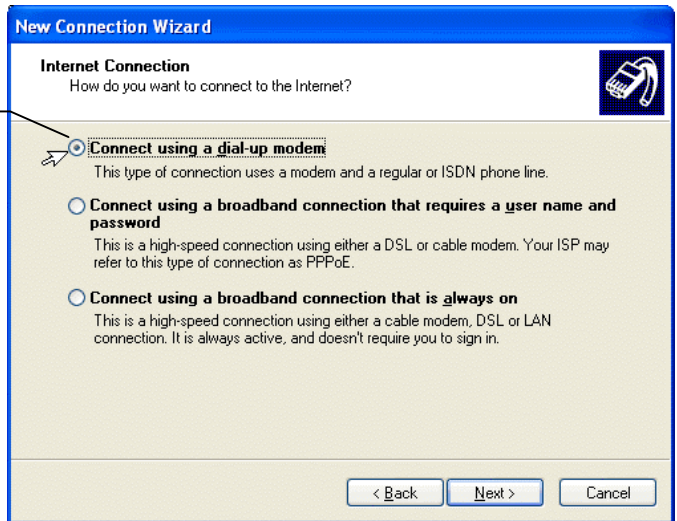 New Connection Wizard
Internet Connection
How do you want to connect to the Internet?
Connect using a dial-up modem
This type of connection uses a modem and a regular or ISDN phone line.
Connect using a broadband connection that requires a user name and
password
This is a high-speed connection using either a DSL or cable modem. Your ISP may
refer to this type of connection as PPPoE.
Connect using a broadband connection that is always on
This is a high-speed connection using either a cable modem, DSL or LAN
connection. It is always active, and doesn't require you to sign in.
< Back Next > Cancel